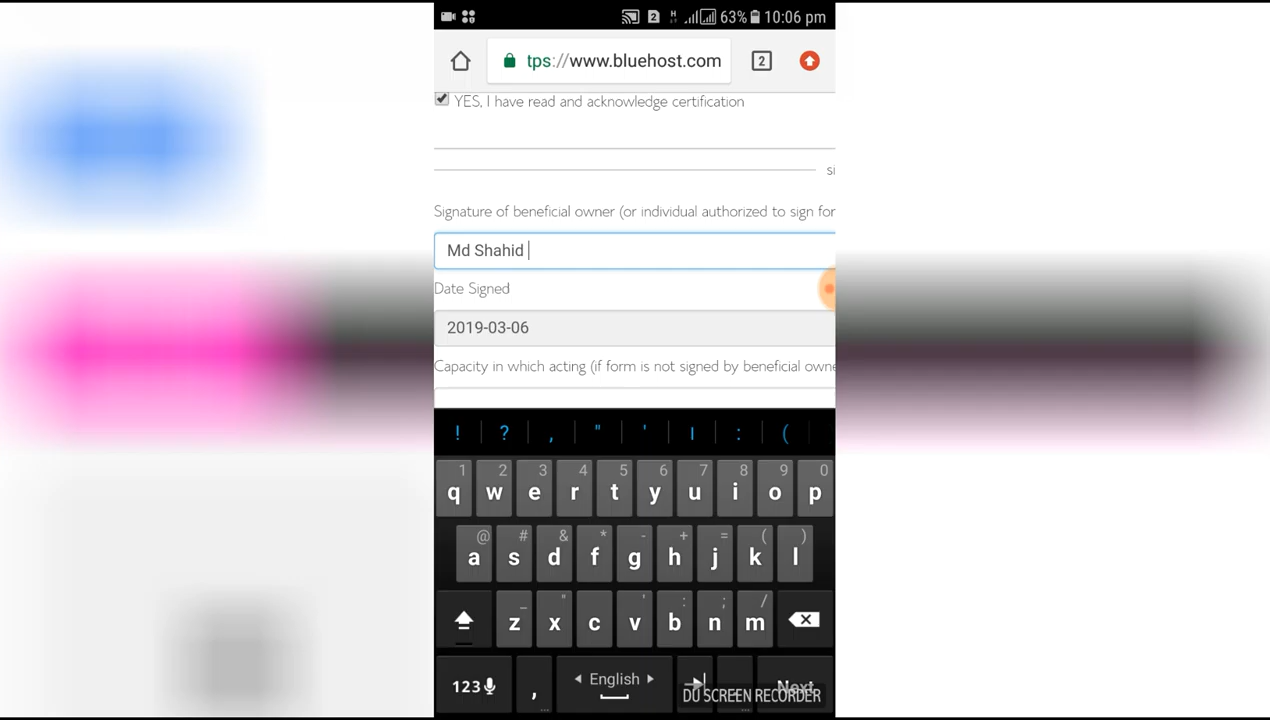 2 H 63% 10:06 pm
tps://www.bluehost.com 2
YES, I have read and acknowledge certification
si
Signature of beneficial owner (or individual authorized to sign for
Md Shahid
Date Signed
2019-03-06
Capacity in which acting (if form is not signed by beneficial owne
! ? , " ' । : (
1 2 3 4 5 6 7 8 9 0
q w e r t y u i o p
@ # & * - + = ( )
a s d f g h j k l
_ " ' : ; /
z x c v b n m
123 , English Next
DU SCREEN RECORDER